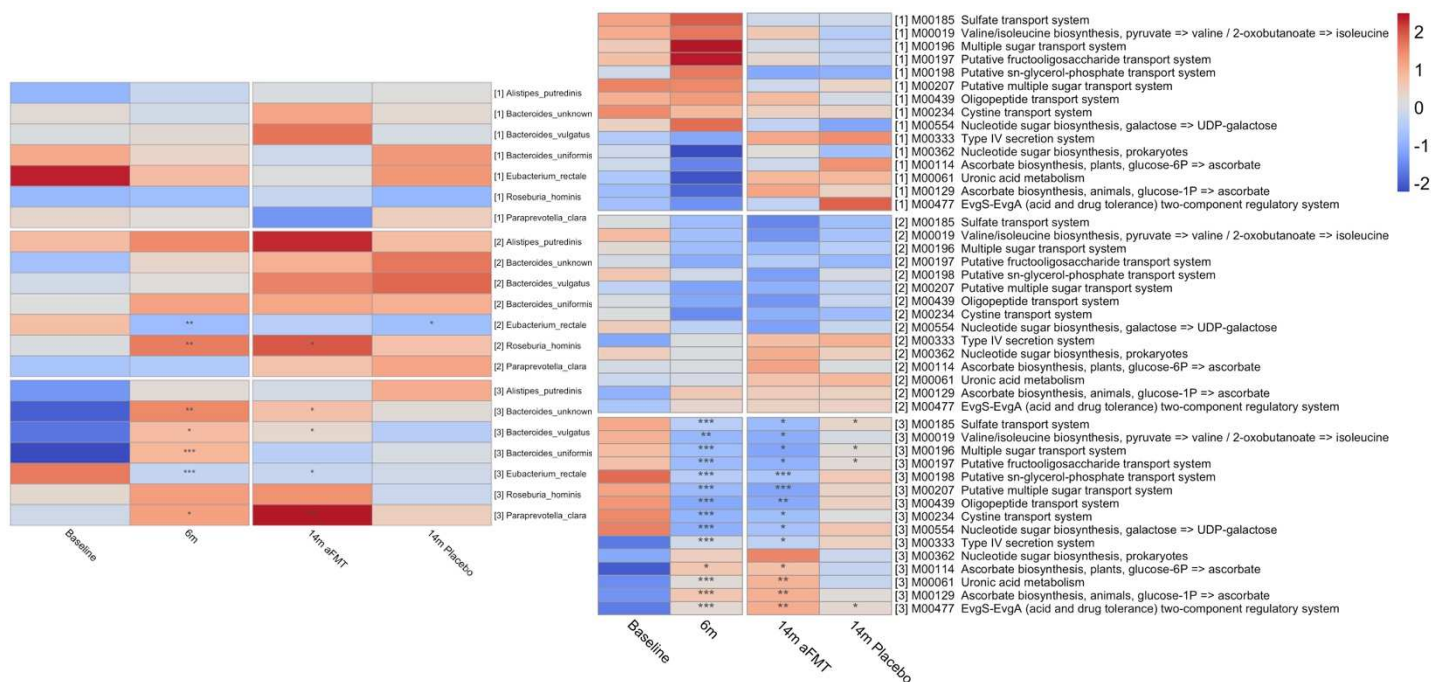 [1] Alistipes_putredinis
[1] Bacteroides_unknown
[1] Bacteroides_vulgatus
[1] Bacteroides_uniformis
[1] Eubacterium_rectale
[1] Roseburia_hominis
[1] Paraprevotella_clara
[2] Alistipes_putredinis
[2] Bacteroides_unknown
[2] Bacteroides_vulgatus
[2] Bacteroides_uniformis
** * [2] Eubacterium_rectale
** * [2] Roseburia_hominis
[2] Paraprevotella_clara
[3] Alistipes_putredinis
** * [3] Bacteroides_unknown
* * [3] Bacteroides_vulgatus
*** [3] Bacteroides_uniformis
*** * [3] Eubacterium_rectale
[3] Roseburia_hominis
* [3] Paraprevotella_clara
Baseline
6m
14m aFMT
14m Placebo
[1] M00185 Sulfate transport system
[1] M00019 Valine/isoleucine biosynthesis, pyruvate => valine / 2-oxobutanoate => isoleucine
[1] M00196 Multiple sugar transport system
[1] M00197 Putative fructooligosaccharide transport system
[1] M00198 Putative sn-glycerol-phosphate transport system
[1] M00207 Putative multiple sugar transport system
[1] M00439 Oligopeptide transport system
[1] M00234 Cystine transport system
[1] M00554 Nucleotide sugar biosynthesis, galactose => UDP-galactose
[1] M00333 Type IV secretion system
[1] M00362 Nucleotide sugar biosynthesis, prokaryotes
[1] M00114 Ascorbate biosynthesis, plants, glucose-6P => ascorbate
[1] M00061 Uronic acid metabolism
[1] M00129 Ascorbate biosynthesis, animals, glucose-1P => ascorbate
[1] M00477 EvgS-EvgA (acid and drug tolerance) two-component regulatory system
[2] M00185 Sulfate transport system
[2] M00019 Valine/isoleucine biosynthesis, pyruvate => valine / 2-oxobutanoate => isoleucine
[2] M00196 Multiple sugar transport system
[2] M00197 Putative fructooligosaccharide transport system
[2] M00198 Putative sn-glycerol-phosphate transport system
[2] M00207 Putative multiple sugar transport system
[2] M00439 Oligopeptide transport system
[2] M00234 Cystine transport system
[2] M00554 Nucleotide sugar biosynthesis, galactose => UDP-galactose
[2] M00333 Type IV secretion system
[2] M00362 Nucleotide sugar biosynthesis, prokaryotes
[2] M00114 Ascorbate biosynthesis, plants, glucose-6P => ascorbate
[2] M00061 Uronic acid metabolism
[2] M00129 Ascorbate biosynthesis, animals, glucose-1P => ascorbate
[2] M00477 EvgS-EvgA (acid and drug tolerance) two-component regulatory system
*** * * [3] M00185 Sulfate transport system
** * [3] M00019 Valine/isoleucine biosynthesis, pyruvate => valine / 2-oxobutanoate => isoleucine
*** * * [3] M00196 Multiple sugar transport system
*** * * [3] M00197 Putative fructooligosaccharide transport system
*** *** [3] M00198 Putative sn-glycerol-phosphate transport system
*** *** [3] M00207 Putative multiple sugar transport system
*** ** [3] M00439 Oligopeptide transport system
*** * [3] M00234 Cystine transport system
*** * [3] M00554 Nucleotide sugar biosynthesis, galactose => UDP-galactose
*** * [3] M00333 Type IV secretion system
[3] M00362 Nucleotide sugar biosynthesis, prokaryotes
* * [3] M00114 Ascorbate biosynthesis, plants, glucose-6P => ascorbate
*** ** [3] M00061 Uronic acid metabolism
*** ** [3] M00129 Ascorbate biosynthesis, animals, glucose-1P => ascorbate
*** ** * [3] M00477 EvgS-EvgA (acid and drug tolerance) two-component regulatory system
Baseline
6m
14m aFMT
14m Placebo
2
1
0
-1
-2